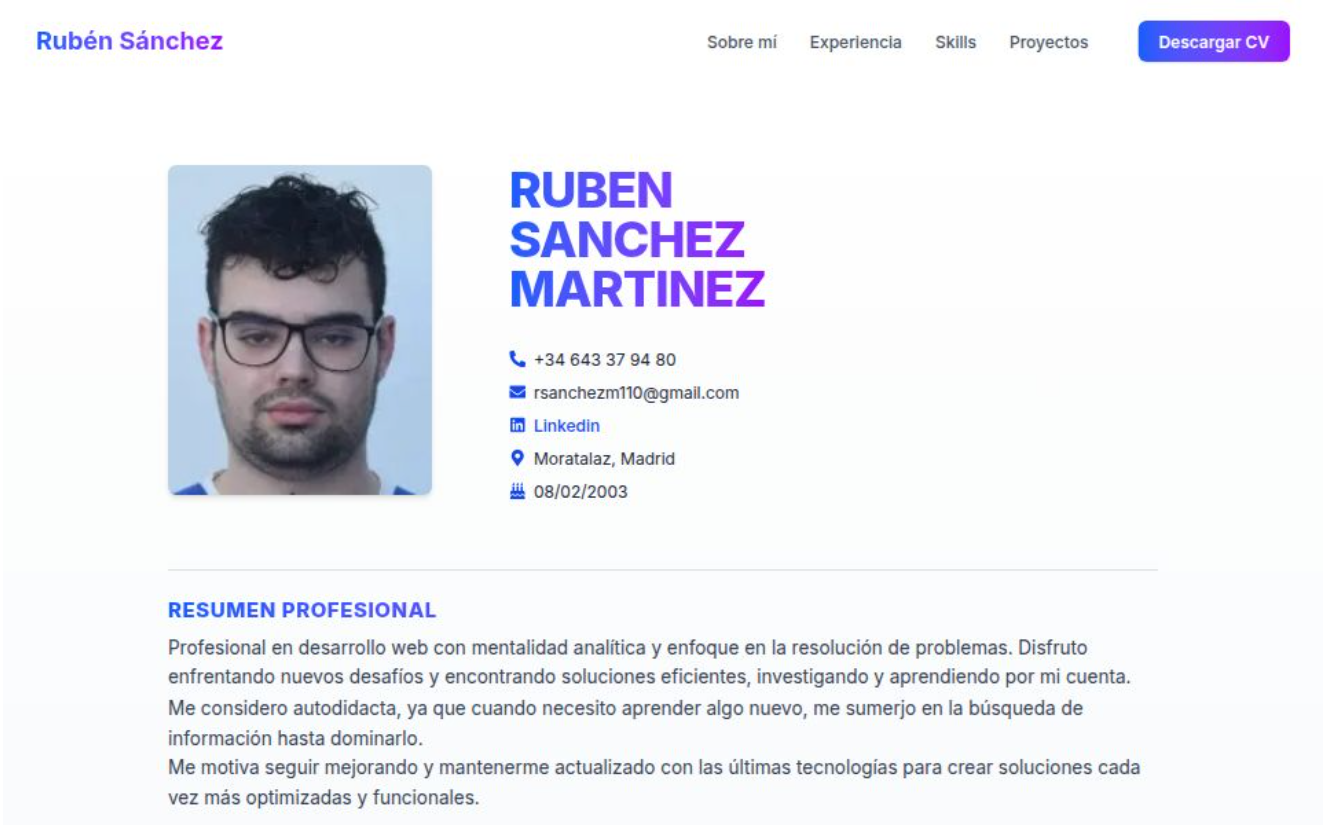 Rubén Sánchez
Sobre mí Experiencia Skills Proyectos Descargar CV
RUBEN
SANCHEZ
MARTINEZ
+34 643 37 94 80
rsanchezm110@gmail.com
Linkedin
Moratalaz, Madrid
08/02/2003
RESUMEN PROFESIONAL
Profesional en desarrollo web con mentalidad analítica y enfoque en la resolución de problemas. Disfruto
enfrentando nuevos desafíos y encontrando soluciones eficientes, investigando y aprendiendo por mi cuenta.
Me considero autodidacta, ya que cuando necesito aprender algo nuevo, me sumerjo en la búsqueda de
información hasta dominarlo.
Me motiva seguir mejorando y mantenerme actualizado con las últimas tecnologías para crear soluciones cada
vez más optimizadas y funcionales.